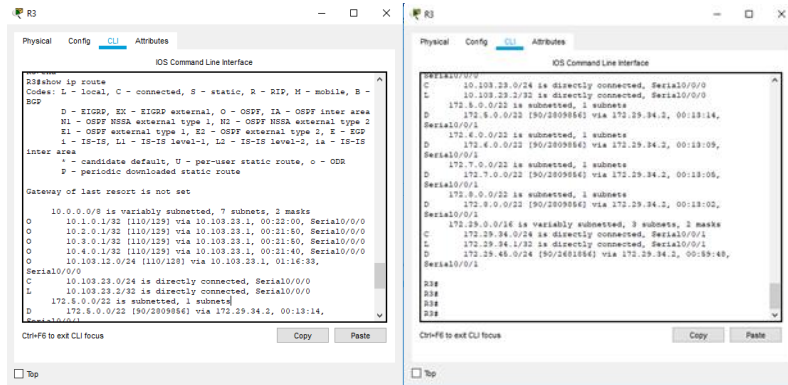 R3
Physical Config CLI Attributes
IOS Command Line Interface
R3#show ip route
Codes: L - local, C - connected, S - static, R - RIP, M - mobile, B -
BGP
D - EIGRP, EX - EIGRP external, O - OSPF, IA - OSPF inter area
N1 - OSPF NSSA external type 1, N2 - OSPF NSSA external type 2
E1 - OSPF external type 1, E2 - OSPF external type 2, E - EGP
i - IS-IS, L1 - IS-IS level-1, L2 - IS-IS level-2, ia - IS-IS
inter area
* - candidate default, U - per-user static route, o - ODR
P - periodic downloaded static route
Gateway of last resort is not set
10.0.0.0/8 is variably subnetted, 7 subnets, 2 masks
O 10.1.0.1/32 [110/129] via 10.103.23.1, 00:22:00, Serial0/0/0
O 10.2.0.1/32 [110/129] via 10.103.23.1, 00:21:50, Serial0/0/0
O 10.3.0.1/32 [110/129] via 10.103.23.1, 00:21:50, Serial0/0/0
O 10.4.0.1/32 [110/129] via 10.103.23.1, 00:21:40, Serial0/0/0
O 10.103.12.0/24 [110/128] via 10.103.23.1, 01:16:33,
Serial0/0/0
C 10.103.23.0/24 is directly connected, Serial0/0/0
L 10.103.23.2/32 is directly connected, Serial0/0/0
172.5.0.0/22 is subnetted, 1 subnets
D 172.5.0.0/22 [90/2809856] via 172.29.34.2, 00:13:14,
Serial0/0/1
Ctrl+F6 to exit CLI focus
Copy Paste
Top
R3
Physical Config CLI Attributes
IOS Command Line Interface
Serial0/0/0
C 10.103.23.0/24 is directly connected, Serial0/0/0
L 10.103.23.2/32 is directly connected, Serial0/0/0
172.5.0.0/22 is subnetted, 1 subnets
D 172.5.0.0/22 [90/2809856] via 172.29.34.2, 00:13:14,
Serial0/0/1
172.6.0.0/22 is subnetted, 1 subnets
D 172.6.0.0/22 [90/2809856] via 172.29.34.2, 00:13:09,
Serial0/0/1
172.7.0.0/22 is subnetted, 1 subnets
D 172.7.0.0/22 [90/2809856] via 172.29.34.2, 00:13:05,
Serial0/0/1
172.8.0.0/22 is subnetted, 1 subnets
D 172.8.0.0/22 [90/2809856] via 172.29.34.2, 00:13:02,
Serial0/0/1
172.29.0.0/16 is variably subnetted, 3 subnets, 2 masks
C 172.29.34.0/24 is directly connected, Serial0/0/1
L 172.29.34.1/32 is directly connected, Serial0/0/1
D 172.29.45.0/24 [90/2681856] via 172.29.34.2, 00:59:48,
Serial0/0/1
R3#
R3#
R3#
R3#
Ctrl+F6 to exit CLI focus
Copy Paste
Top